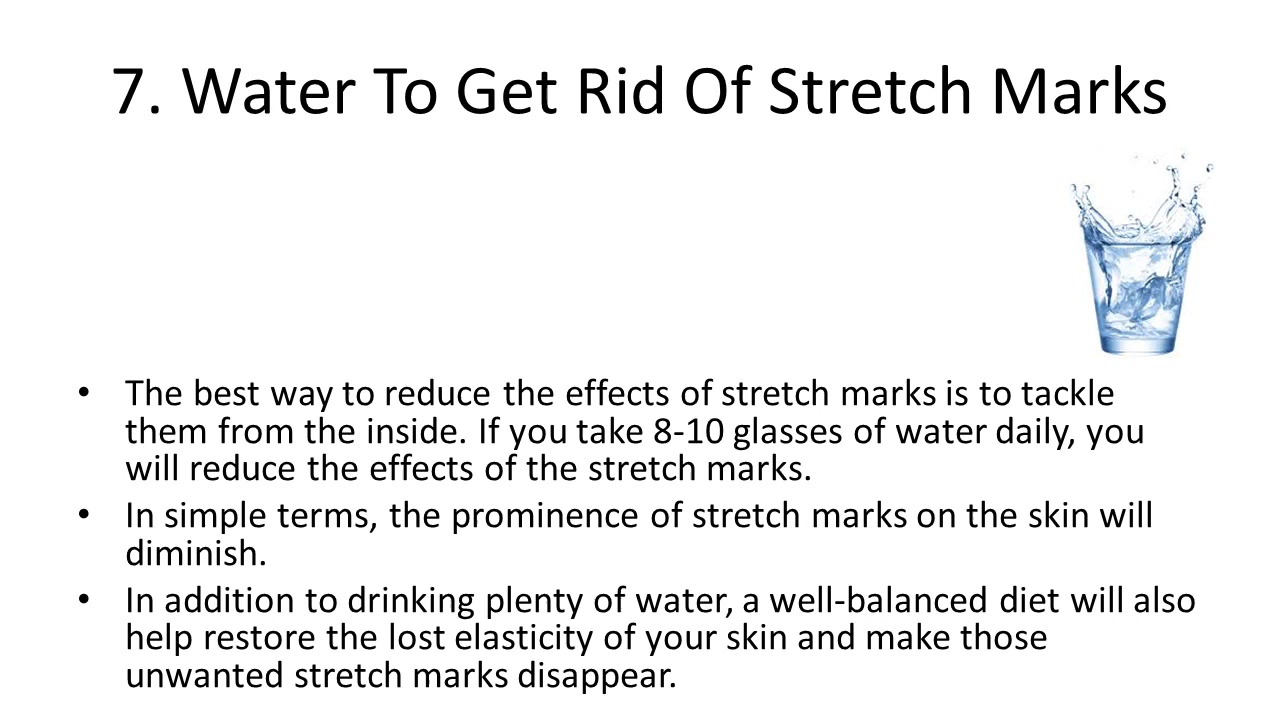 7. Water To Get Rid Of Stretch Marks
• The best way to reduce the effects of stretch marks is to tackle
them from the inside. If you take 8-10 glasses of water daily, you
will reduce the effects of the stretch marks.
• In simple terms, the prominence of stretch marks on the skin will
diminish.
• In addition to drinking plenty of water, a well-balanced diet will also
help restore the lost elasticity of your skin and make those
unwanted stretch marks disappear.